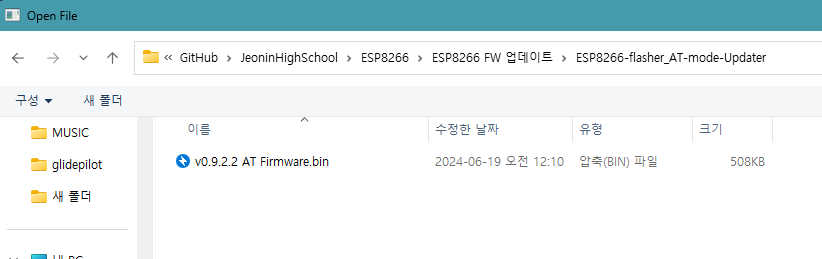 Open File
GitHub > JeoninHighSchool > ESP8266 > ESP8266 FW 업데이트 > ESP8266-flasher_AT-mode-Updater
구성 새 폴더
이름 수정한 날짜 유형 크기
MUSIC
v0.9.2.2 AT Firmware.bin 2024-06-19 오전 12:10 압축(BIN) 파일 508KB
glidepilot
새 폴더